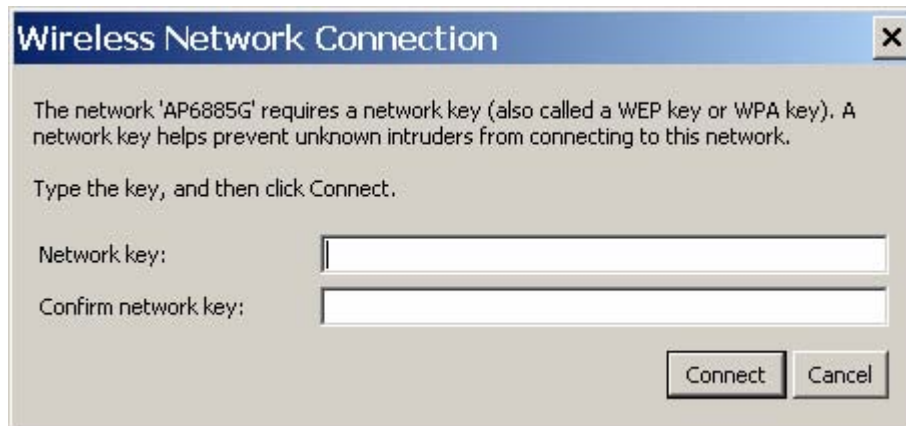 Wireless Network Connection
The network 'AP6885G' requires a network key (also called a WEP key or WPA key). A
network key helps prevent unknown intruders from connecting to this network.
Type the key, and then click Connect.
Network key:
Confirm network key:
Connect Cancel